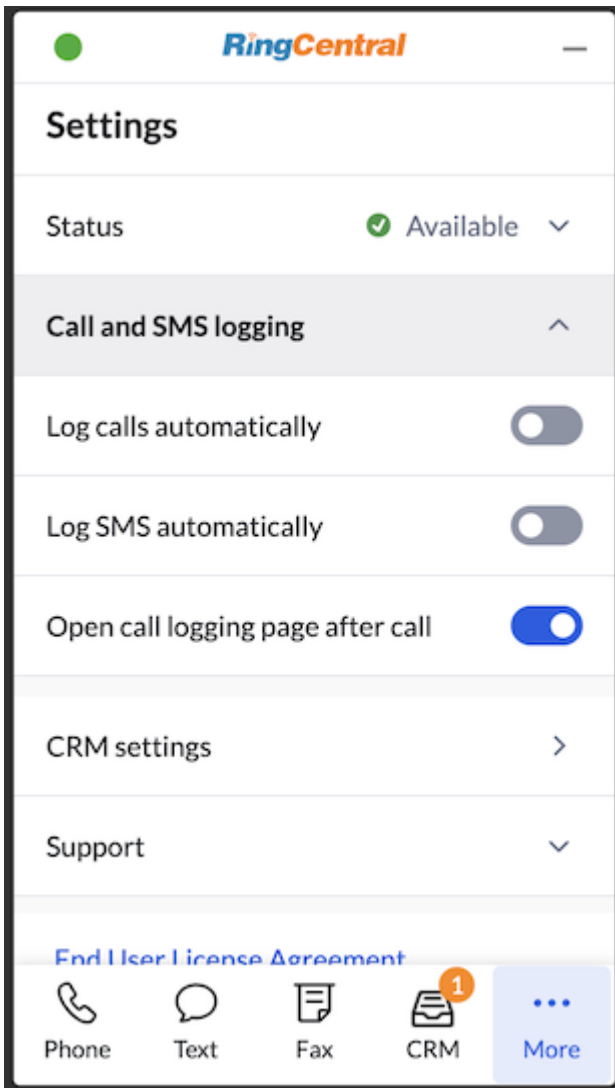 RingCentral
Settings
Status Available
Call and SMS logging
Log calls automatically
Log SMS automatically
Open call logging page after call
CRM settings
Support
End User License Agreement
1
Phone Text Fax CRM More